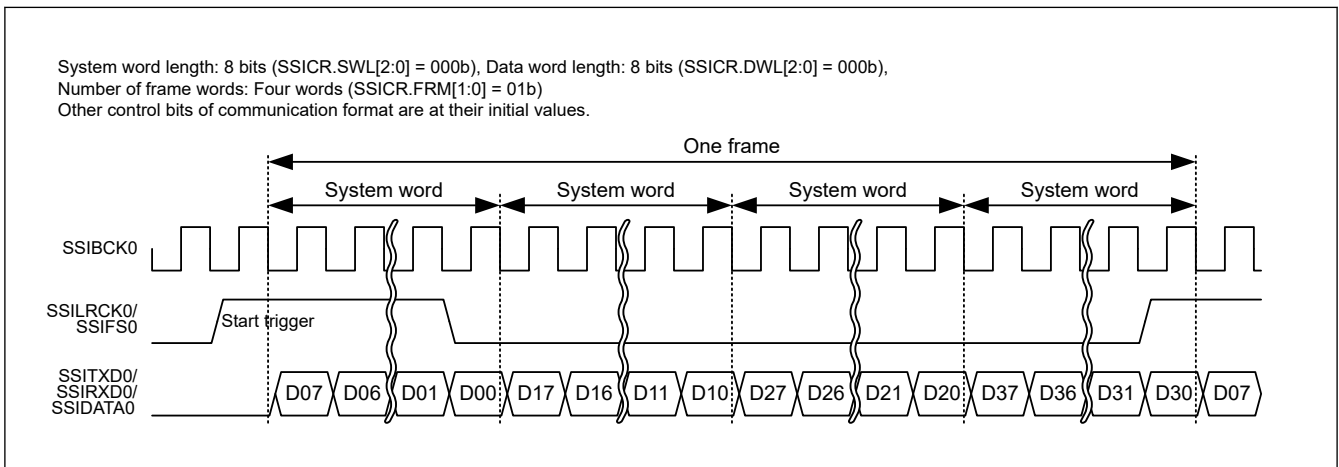 System word length: 8 bits (SSICR.SWL[2:0] = 000b), Data word length: 8 bits (SSICR.DWL[2:0] = 000b),
Number of frame words: Four words (SSICR.FRM[1:0] = 01b)
Other control bits of communication format are at their initial values.
One frame
System word System word System word System word
SSIBCK0
SSILRCK0/
SSIFS0
Start trigger
SSITXD0/
SSIRXD0/
SSIDATA0
D07 D06 D01 D00 D17 D16 D11 D10 D27 D26 D21 D20 D37 D36 D31 D30 D07